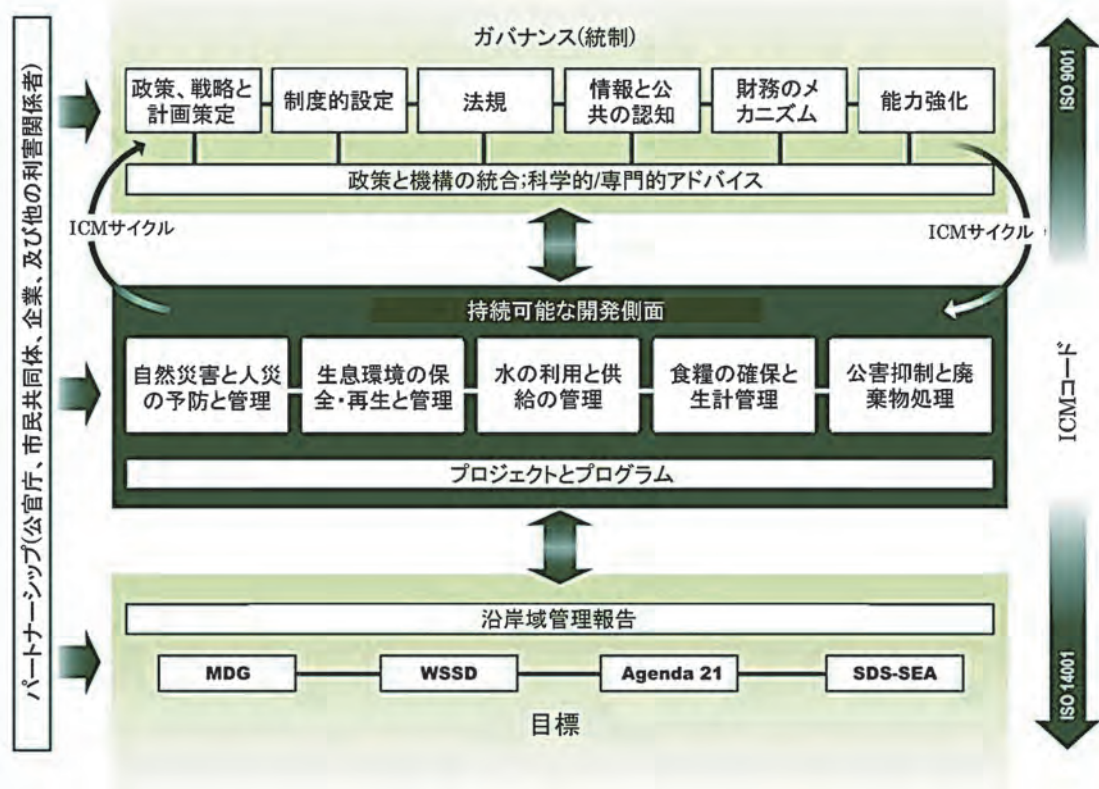 パートナーシップ(公官庁、市民共同体、企業、及び他の利害関係者)
ガバナンス(統制)
政策、戦略と
計画策定
制度的設定
法規
情報と公
共の認知
財務のメ
カニズム
能力強化
政策と機構の統合;科学的/専門的アドバイス
ICMサイクル
ICMサイクル
持続可能な開発側面
自然災害と人災
の予防と管理
生息環境の保
全・再生と管理
水の利用と供
給の管理
食糧の確保と
生計管理
公害抑制と廃
棄物処理
プロジェクトとプログラム
沿岸域管理報告
MDG
WSSD
Agenda 21
SDS-SEA
目標
ISO 9001
ICMコード
ISO 14001